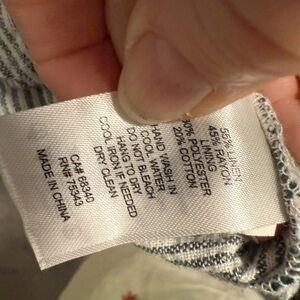 55% LINEN
45% RAYON
LINING
80% POLYESTER
20% COTTON
HAND WASH IN
COOL WATER
DO NOT BLEACH
HANG TO DRY
COOL IRON IF NEEDED
DRY CLEAN
CA# 66340
RN# 75343
MADE IN CHINA